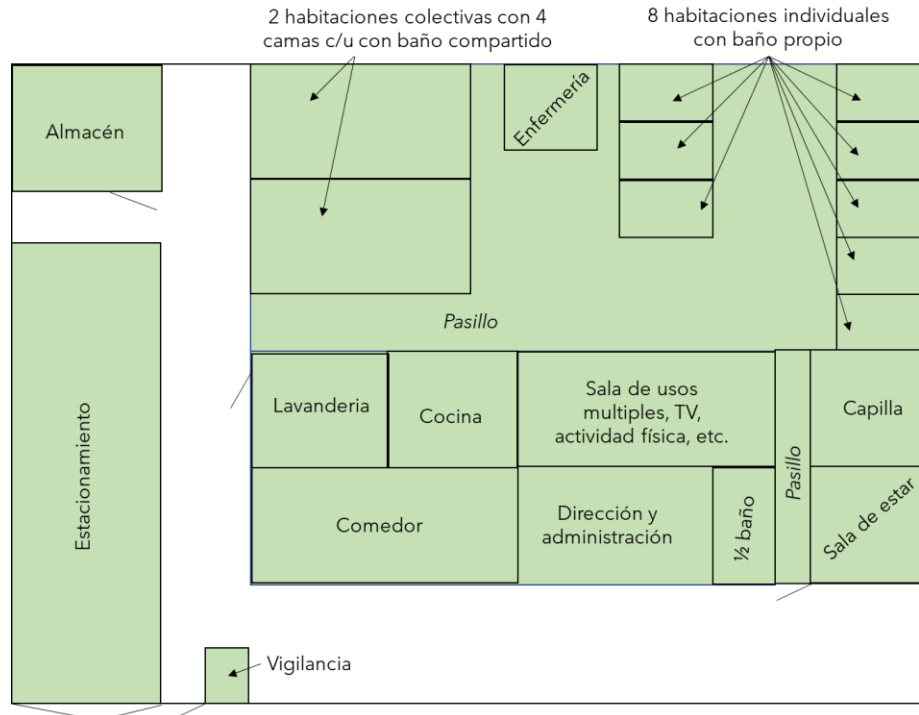 2 habitaciones colectivas con 4
camas c/u con baño compartido
8 habitaciones individuales
con baño propio
Almacén
Enfermería
Pasillo
Estacionamiento
Lavanderia
Cocina
Sala de usos
multiples, TV,
actividad física, etc.
Pasillo
Capilla
Comedor
Dirección y
administración
½ baño
Sala de estar
Vigilancia